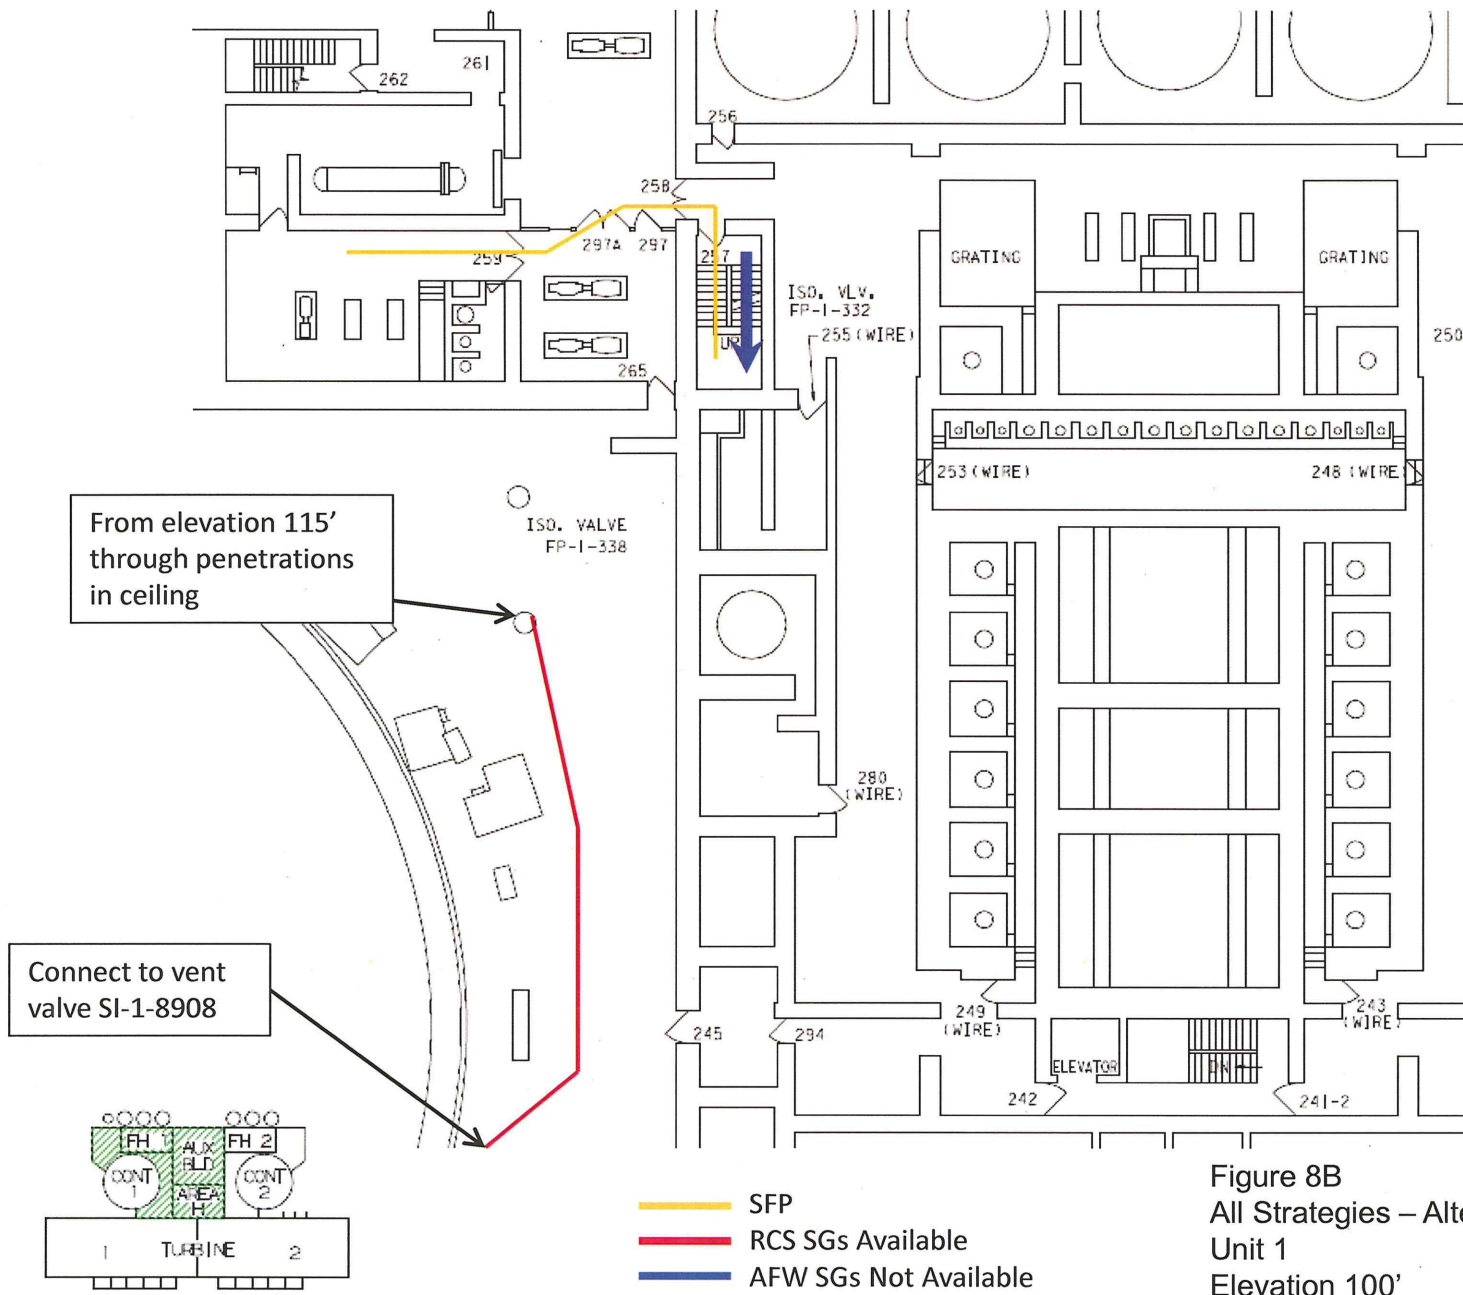 261
262
256
258
297A
297
259
257
GRATING
GRATING
ISO. VLV.
FP-1-332
255 (WIRE)
250
UP
265
253 (WIRE)
248 (WIRE)
From elevation 115’
through penetrations
in ceiling
ISO. VALVE
FP-1-338
280
(WIRE)
Connect to vent
valve SI-1-8908
245
294
249
(WIRE)
243
(WIRE)
ELEVATOR
DN
242
241-2
FH 1
AUX
BLD
FH 2
CONT
1
AREA
H
CONT
2
1 TURBINE 2
SFP
RCS SGs Available
AFW SGs Not Available
Figure 8B
All Strategies – Alte
Unit 1
Elevation 100’